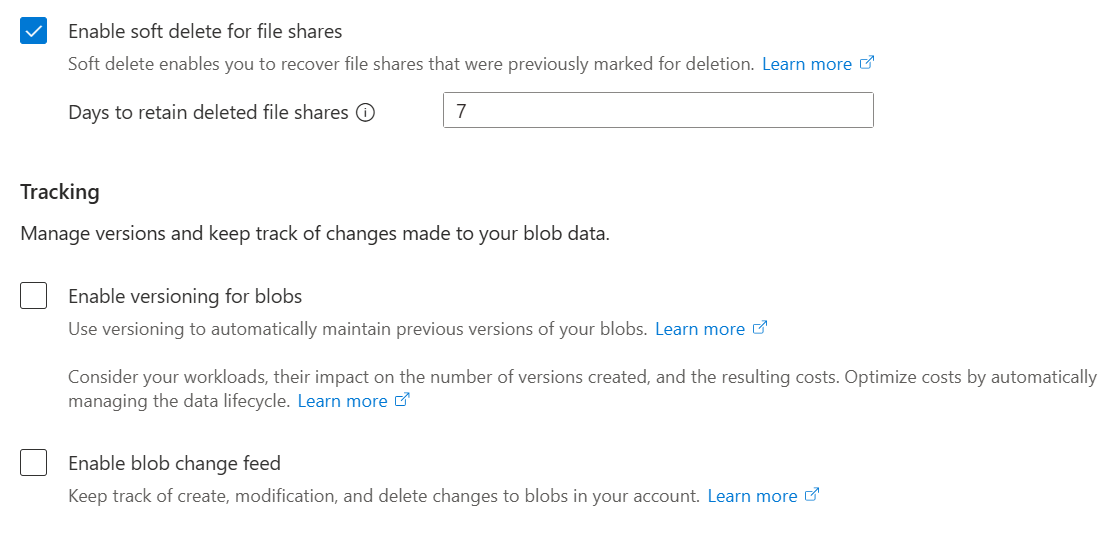 Enable soft delete for file shares
Soft delete enables you to recover file shares that were previously marked for deletion. Learn more
Days to retain deleted file shares 7
Tracking
Manage versions and keep track of changes made to your blob data.
Enable versioning for blobs
Use versioning to automatically maintain previous versions of your blobs. Learn more
Consider your workloads, their impact on the number of versions created, and the resulting costs. Optimize costs by automatically
managing the data lifecycle. Learn more
Enable blob change feed
Keep track of create, modification, and delete changes to blobs in your account. Learn more